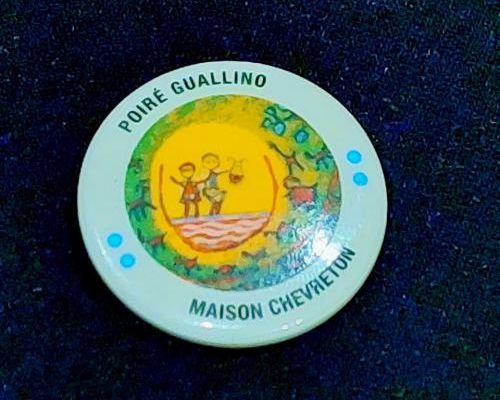 POIRÉ GUALLINO
MAISON CHEVRETON